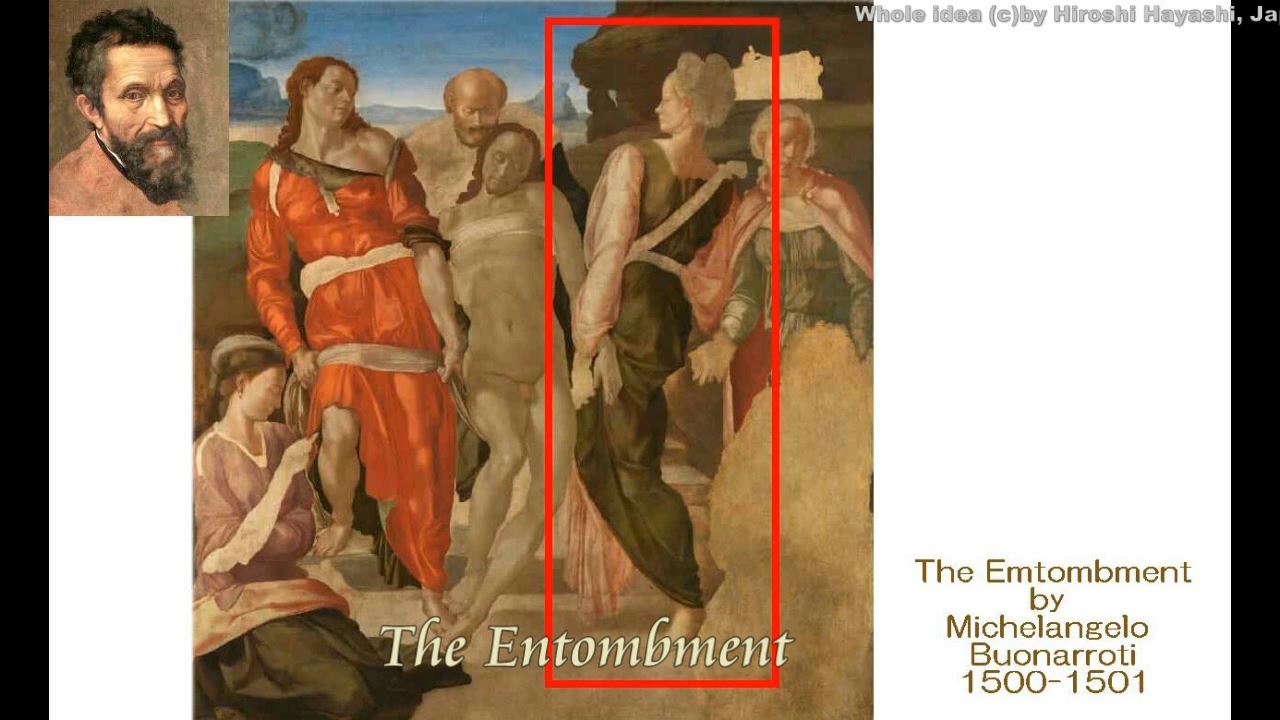 Whole idea (c)by Hiroshi Hayashi, Ja
The Entombment
The Emtombment
by
Michelangelo
Buonarroti
1500-1501